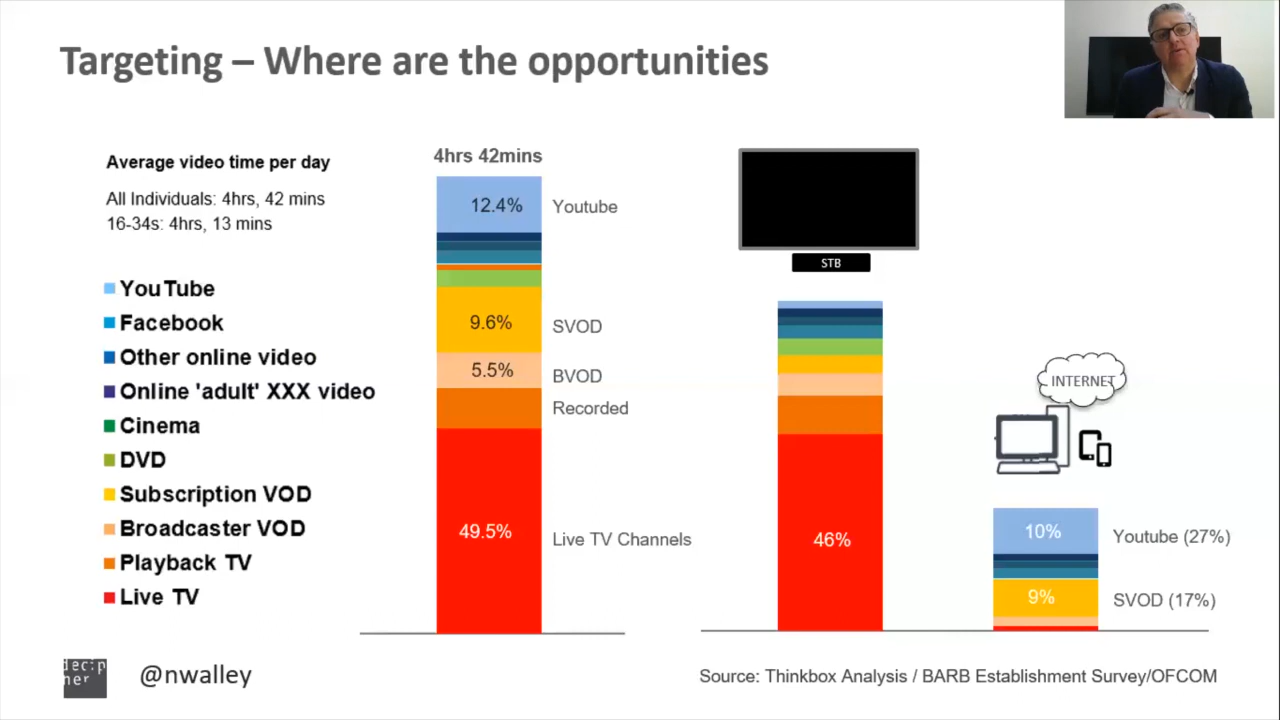 Targeting – Where are the opportunities
Average video time per day
All Individuals: 4hrs, 42 mins
16-34s: 4hrs, 13 mins
YouTube
Facebook
Other online video
Online 'adult' XXX video
Cinema
DVD
Subscription VOD
Broadcaster VOD
Playback TV
Live TV
4hrs 42mins
12.4% Youtube
9.6% SVOD
5.5% BVOD
Recorded
49.5% Live TV Channels
STB
46%
INTERNET
10% Youtube (27%)
9% SVOD (17%)
decip
her
@nwalley
Source: Thinkbox Analysis / BARB Establishment Survey/OFCOM